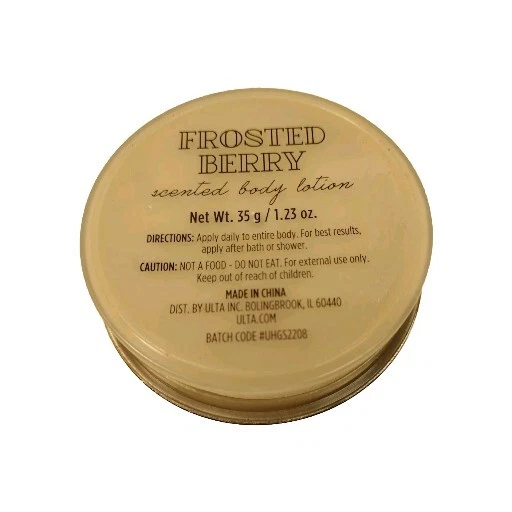 FROSTED
BERRY
scented body lotion
Net Wt. 35 g / 1.23 oz.
DIRECTIONS: Apply daily to entire body. For best results,
apply after bath or shower.
CAUTION: NOT A FOOD - DO NOT EAT. For external use only.
Keep out of reach of children.
MADE IN CHINA
DIST. BY ULTA INC. BOLINGBROOK, IL 60440
ULTA.COM
BATCH CODE #UHGS2208